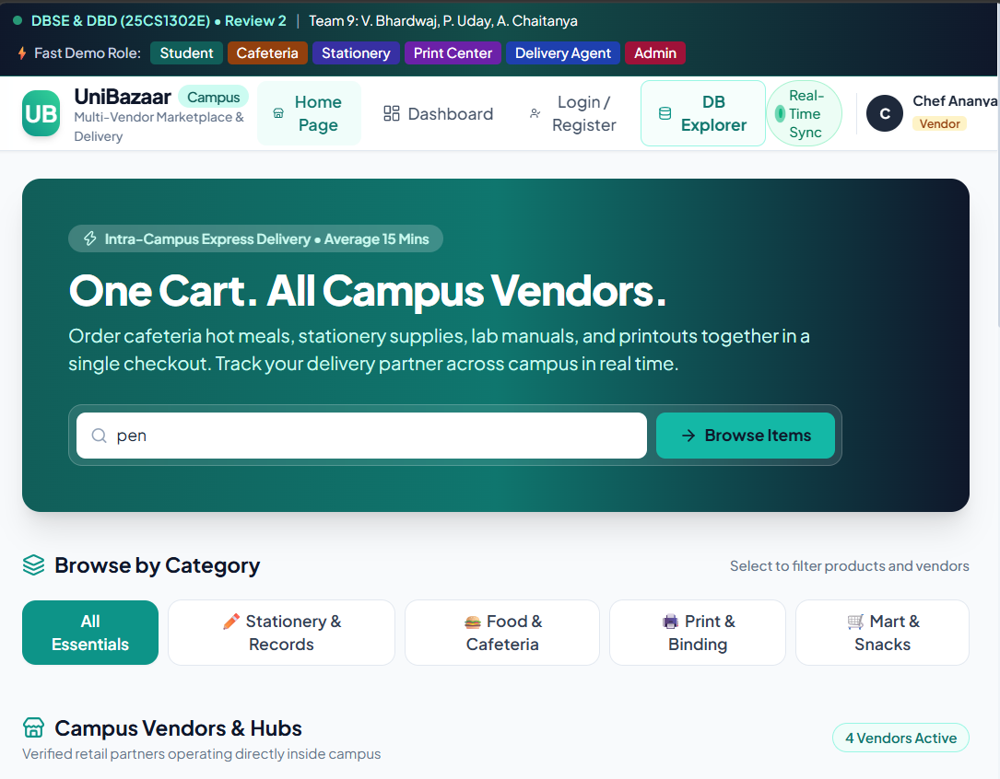 DBSE & DBD (25CS1302E) • Review 2 | Team 9: V. Bhardwaj, P. Uday, A. Chaitanya
Fast Demo Role: Student Cafeteria Stationery Print Center Delivery Agent Admin
UB
UniBazaar Campus
Multi-Vendor Marketplace &
Delivery
Home
Page
Dashboard
Login /
Register
DB
Explorer
Real-
Time
Sync
C
Chef Ananya
Vendor
Intra-Campus Express Delivery • Average 15 Mins
One Cart. All Campus Vendors.
Order cafeteria hot meals, stationery supplies, lab manuals, and printouts together in a
single checkout. Track your delivery partner across campus in real time.
pen
Browse Items
Browse by Category
Select to filter products and vendors
All
Essentials
Stationery &
Records
Food &
Cafeteria
Print &
Binding
Mart &
Snacks
Campus Vendors & Hubs
Verified retail partners operating directly inside campus
4 Vendors Active